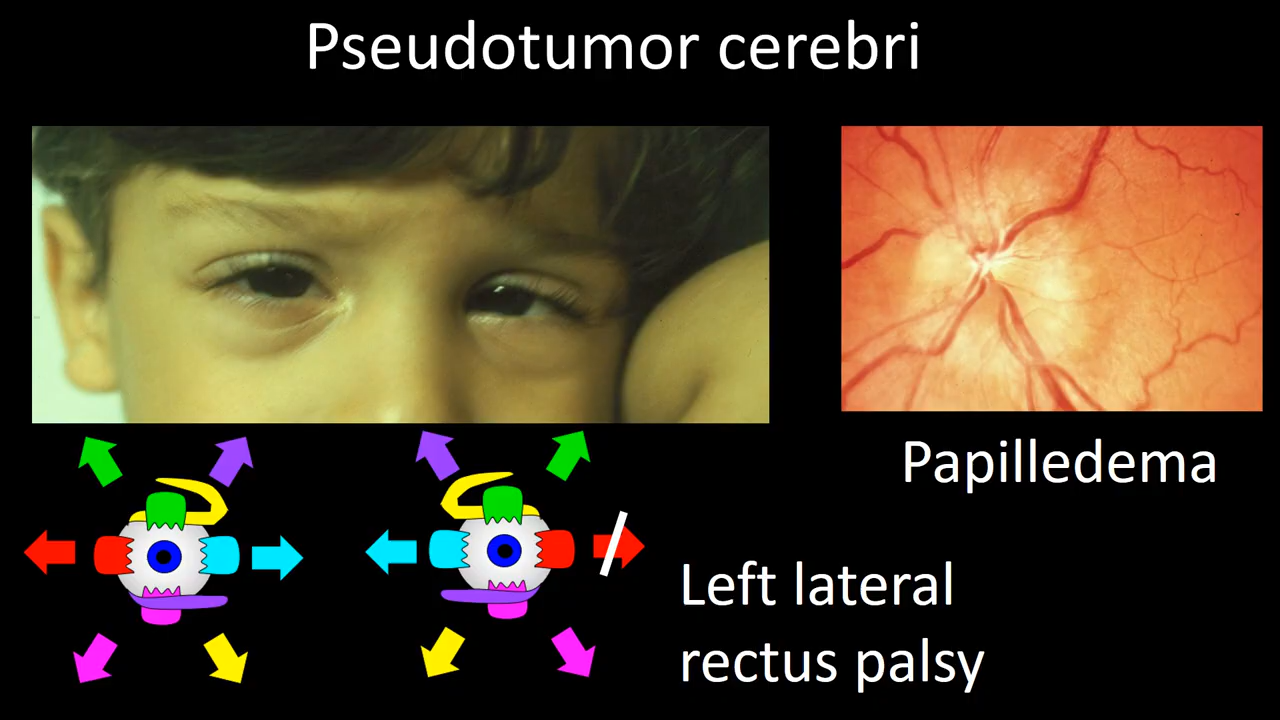 Pseudotumor cerebri
Papilledema
Left lateral
rectus palsy